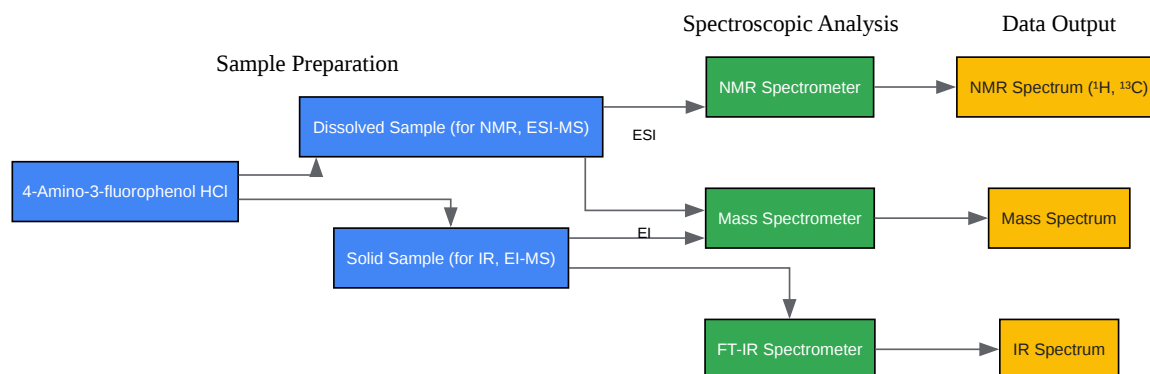 Spectroscopic Analysis
Data Output
Sample Preparation
NMR Spectrometer
NMR Spectrum (¹H, ¹³C)
Dissolved Sample (for NMR, ESI-MS)
ESI
4-Amino-3-fluorophenol HCl
Mass Spectrometer
Mass Spectrum
EI
Solid Sample (for IR, EI-MS)
FT-IR Spectrometer
IR Spectrum